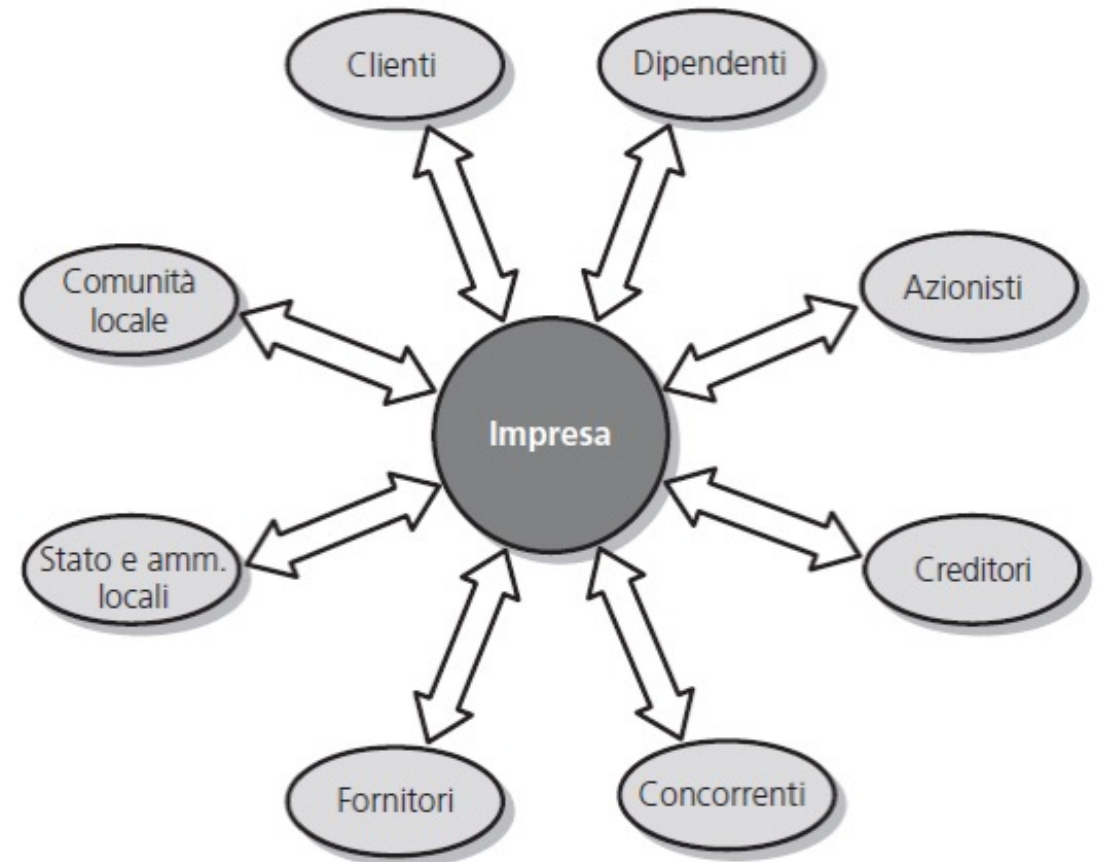 Clienti
Dipendenti
Comunità
locale
Azionisti
Impresa
Stato e amm.
locali
Creditori
Fornitori
Concorrenti